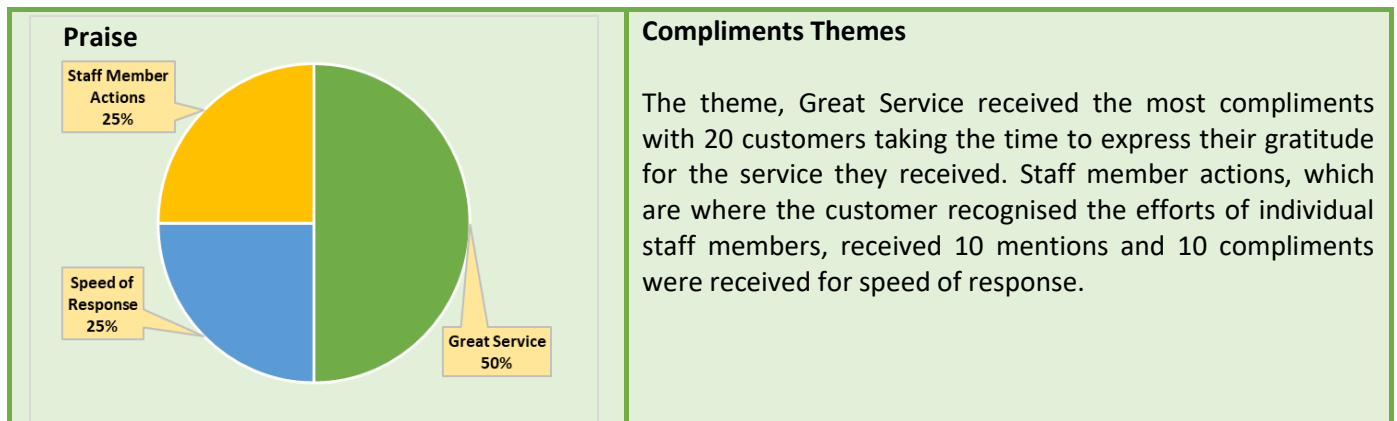 Praise
Staff Member
Actions
25%
Speed of
Response
25%
Great Service
50%
Compliments Themes
The theme, Great Service received the most compliments
with 20 customers taking the time to express their gratitude
for the service they received. Staff member actions, which
are where the customer recognised the efforts of individual
staff members, received 10 mentions and 10 compliments
were received for speed of response.